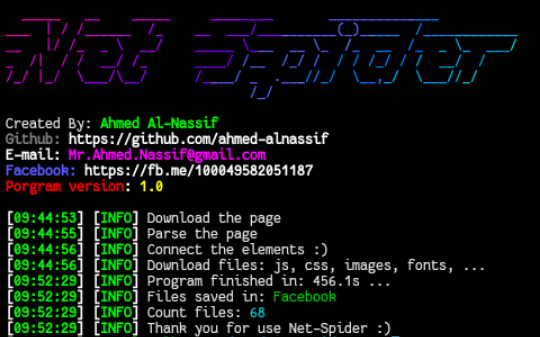 Net Spider
Created By: Ahmed Al-Nassif
Github: https://github.com/ahmed-alnassif
E-mail: Mr.Ahmed.Nassif@gmail.com
Facebook: https://fb.me/100049582051187
Porgram version: 1.0
[09:44:53] [INFO] Download the page
[09:44:55] [INFO] Parse the page
[09:44:56] [INFO] Connect the elements :)
[09:44:56] [INFO] Download files: js, css, images, fonts, ...
[09:52:29] [INFO] Program finished in: 456.1s ...
[09:52:29] [INFO] Files saved in: Facebook
[09:52:29] [INFO] Count files: 68
[09:52:29] [INFO] Thank you for use Net-Spider :)